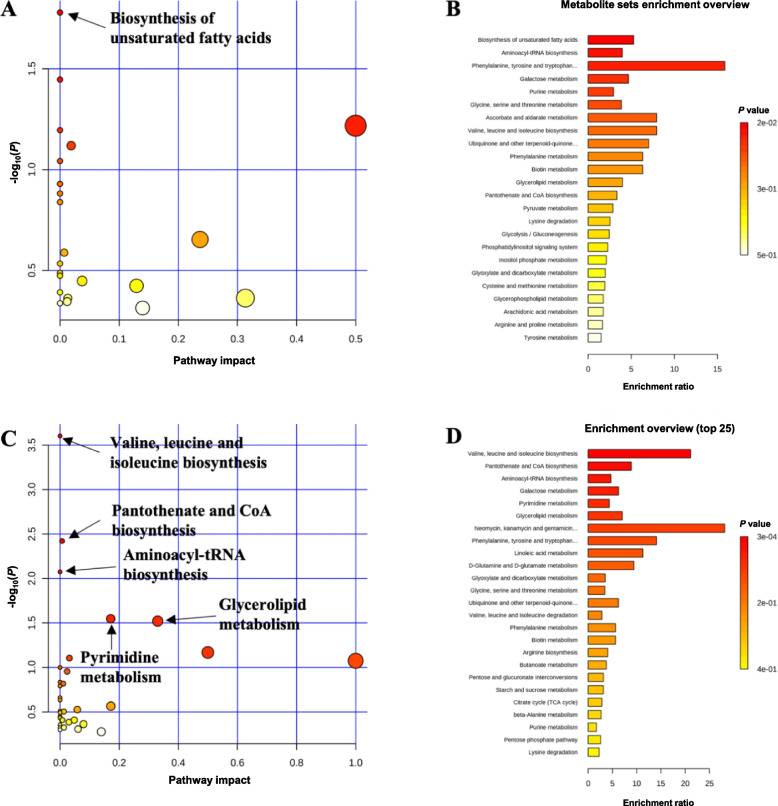 A
Biosynthesis of
unsaturated fatty acids
-log10(P)
1.5
1.0
0.5
0.0 0.1 0.2 0.3 0.4 0.5
Pathway impact
B
Metabolite sets enrichment overview
Biosynthesis of unsaturated fatty acids
Aminoacyl-tRNA biosynthesis
Phenylalanine, tyrosine and tryptophan...
Galactose metabolism
Purine metabolism
Glycine, serine and threonine metabolism
Ascorbate and aldarate metabolism
Valine, leucine and isoleucine biosynthesis
Ubiquinone and other terpenoid-quinone...
Phenylalanine metabolism
Biotin metabolism
Glycerolipid metabolism
Pantothenate and CoA biosynthesis
Pyruvate metabolism
Lysine degradation
Glycolysis / Gluconeogenesis
Phosphatidylinositol signaling system
Inositol phosphate metabolism
Glyoxylate and dicarboxylate metabolism
Cysteine and methionine metabolism
Glycerophospholipid metabolism
Arachidonic acid metabolism
Arginine and proline metabolism
Tyrosine metabolism
0 5 10 15
Enrichment ratio
P value
2e-02
3e-01
5e-01
C
Valine, leucine and
isoleucine biosynthesis
Pantothenate and CoA
biosynthesis
Aminoacyl-tRNA
biosynthesis
Glycerolipid
metabolism
Pyrimidine
metabolism
-log10(P)
3.5
3.0
2.5
2.0
1.5
1.0
0.5
0.0 0.2 0.4 0.6 0.8 1.0
Pathway impact
D
Enrichment overview (top 25)
Valine, leucine and isoleucine biosynthesis
Pantothenate and CoA biosynthesis
Aminoacyl-tRNA biosynthesis
Galactose metabolism
Pyrimidine metabolism
Glycerolipid metabolism
Neomycin, kanamycin and gentamicin...
Phenylalanine, tyrosine and tryptophan...
Linoleic acid metabolism
D-Glutamine and D-glutamate metabolism
Glyoxylate and dicarboxylate metabolism
Glycine, serine and threonine metabolism
Ubiquinone and other terpenoid-quinone...
Valine, leucine and isoleucine degradation
Phenylalanine metabolism
Biotin metabolism
Arginine biosynthesis
Butanoate metabolism
Pentose and glucuronate interconversions
Starch and sucrose metabolism
Citrate cycle (TCA cycle)
beta-Alanine metabolism
Purine metabolism
Pentose phosphate pathway
Lysine degradation
0 5 10 15 20 25
Enrichment ratio
P value
3e-04
2e-01
4e-01